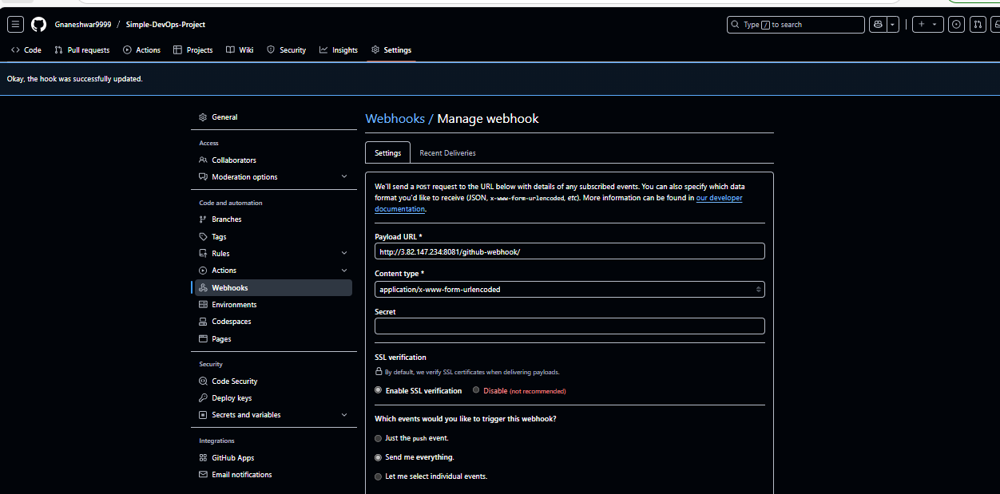 Gnaneshwar9999 / Simple-DevOps-Project
Type / to search
Code Pull requests Actions Projects Wiki Security Insights Settings
Okay, the hook was successfully updated.
General
Access
Collaborators
Moderation options
Code and automation
Branches
Tags
Rules
Actions
Webhooks
Environments
Codespaces
Pages
Security
Code Security
Deploy keys
Secrets and variables
Integrations
GitHub Apps
Email notifications
Webhooks / Manage webhook
Settings Recent Deliveries
We'll send a POST request to the URL below with details of any subscribed events. You can also specify which data
format you'd like to receive (JSON, x-www-form-urlencoded, etc). More information can be found in our developer
documentation.
Payload URL *
http://3.82.147.234:8081/github-webhook/
Content type *
application/x-www-form-urlencoded
Secret
SSL verification
By default, we verify SSL certificates when delivering payloads.
Enable SSL verification Disable (not recommended)
Which events would you like to trigger this webhook?
Just the push event.
Send me everything.
Let me select individual events.